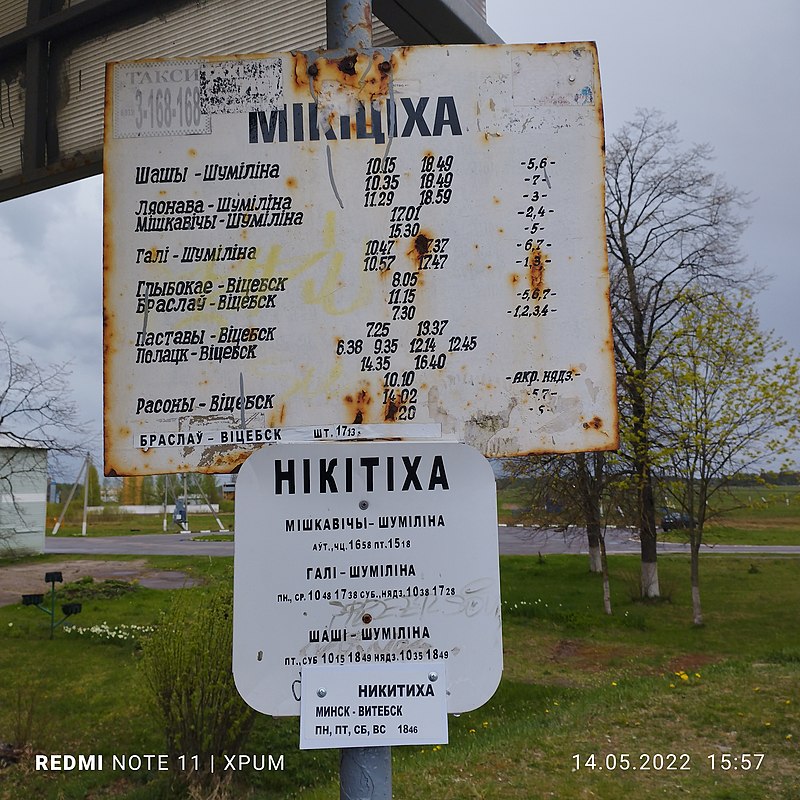 ТАКСИ
3-168-168
МІКІЦІХА
Шашы - Шуміліна 10.15 18.49 -5,6-
10.35 18.49 -7-
Ляонава - Шуміліна 11.29 18.59 -3-
Мішкавічы - Шуміліна 17.01 -2,4-
15.30 -5-
Галі - Шуміліна 10.47 -6,7-
10.57 17.47
Глыбокае - Віцебск 8.05
Браслаў - Віцебск 11.15 -5,6,7-
7.30 -1,2,3,4-
Паставы - Віцебск 7.25 13.37
Полацк - Віцебск 6.38 9.35 12.14 12.45
14.35 16.40
10.10 -Акр. нядз.-
Расоны - Віцебск 14.02
БРАСЛАЎ - ВІЦЕБСК ШТ. 17 13
НІКІТІХА
МІШКАВІЧЫ - ШУМІЛІНА
АЎТ., ЧЦ. 16 58 ПТ. 15 18
ГАЛІ - ШУМІЛІНА
ПН., СР. 10 48 17 38 СУБ., НЯДЗ. 10 38 17 28
ШАШІ - ШУМІЛІНА
ПТ., СУБ 10 15 18 49 НЯДЗ. 10 35 18 49
НИКИТИХА
МИНСК - ВИТЕБСК
ПН, ПТ, СБ, ВС 18 46
REDMI NOTE 11 | XPUM
14.05.2022 15:57